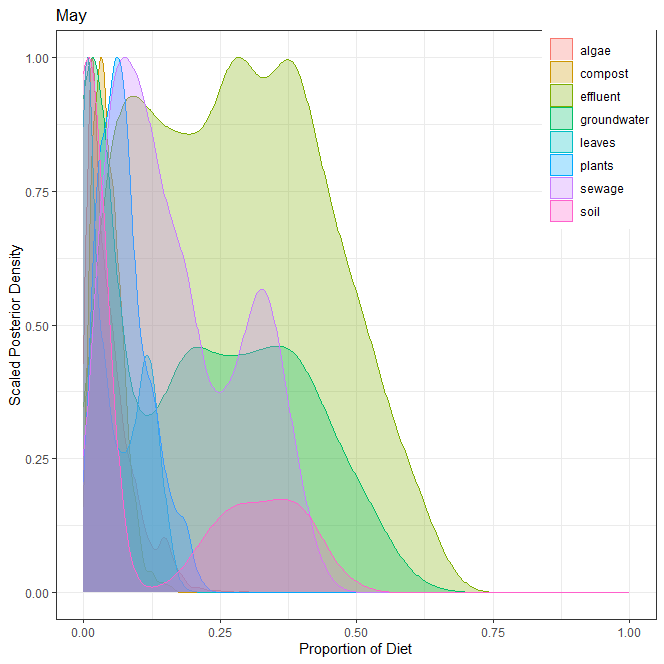 May
algae
compost
effluent
groundwater
leaves
plants
sewage
soil
1.00
0.75
0.50
0.25
0.00
Scaled Posterior Density
0.00 0.25 0.50 0.75 1.00
Proportion of Diet